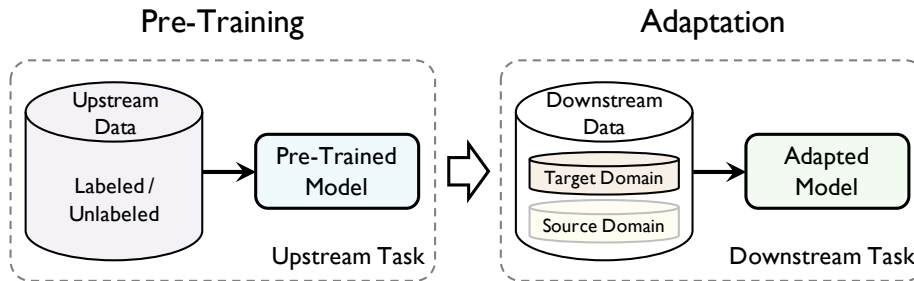 Pre-Training
Upstream
Data
Labeled /
Unlabeled
Pre-Trained
Model
Upstream Task
Adaptation
Downstream
Data
Target Domain
Source Domain
Adapted
Model
Downstream Task